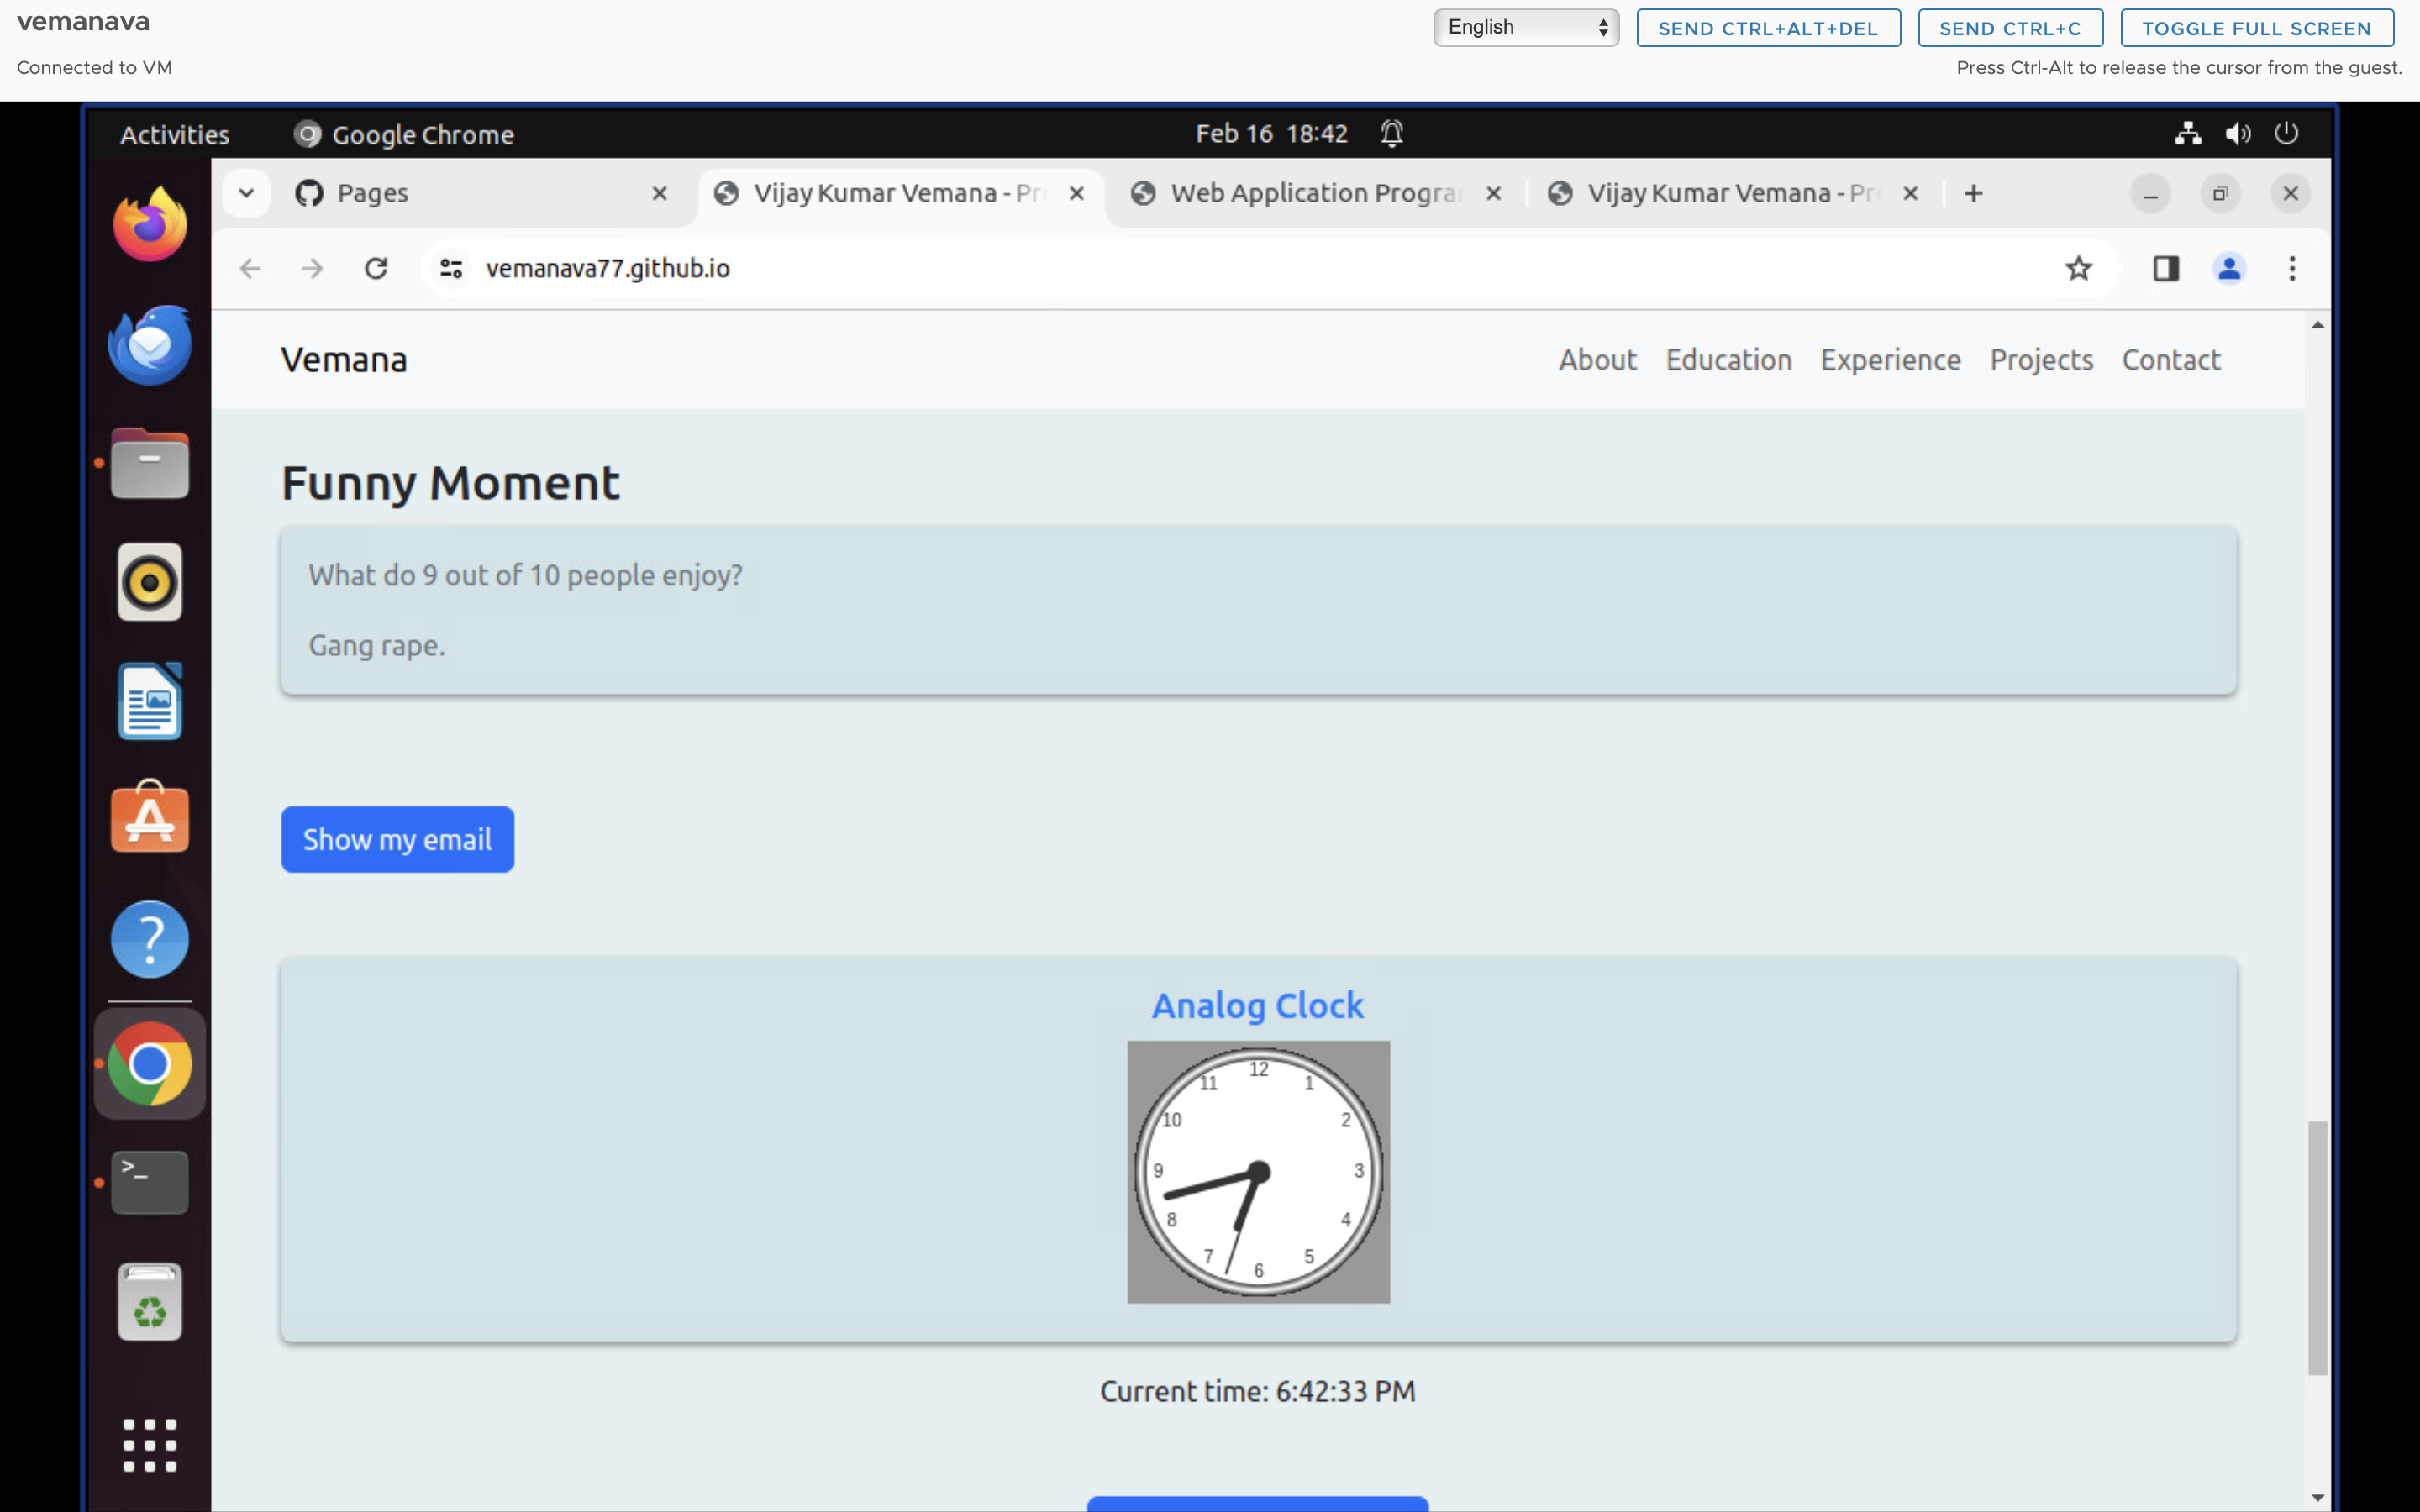 vemanava
English
SEND CTRL+ALT+DEL
SEND CTRL+C
TOGGLE FULL SCREEN
Connected to VM
Press Ctrl-Alt to release the cursor from the guest.
Activities
Google Chrome
Feb 16 18:42
Pages
Vijay Kumar Vemana - Pr
Web Application Progra
Vijay Kumar Vemana - Pr
vemanava77.github.io
Vemana
About
Education
Experience
Projects
Contact
Funny Moment
What do 9 out of 10 people enjoy?
Gang rape.
Show my email
Analog Clock
12
11
1
10
2
9
3
8
4
7
5
6
Current time: 6:42:33 PM